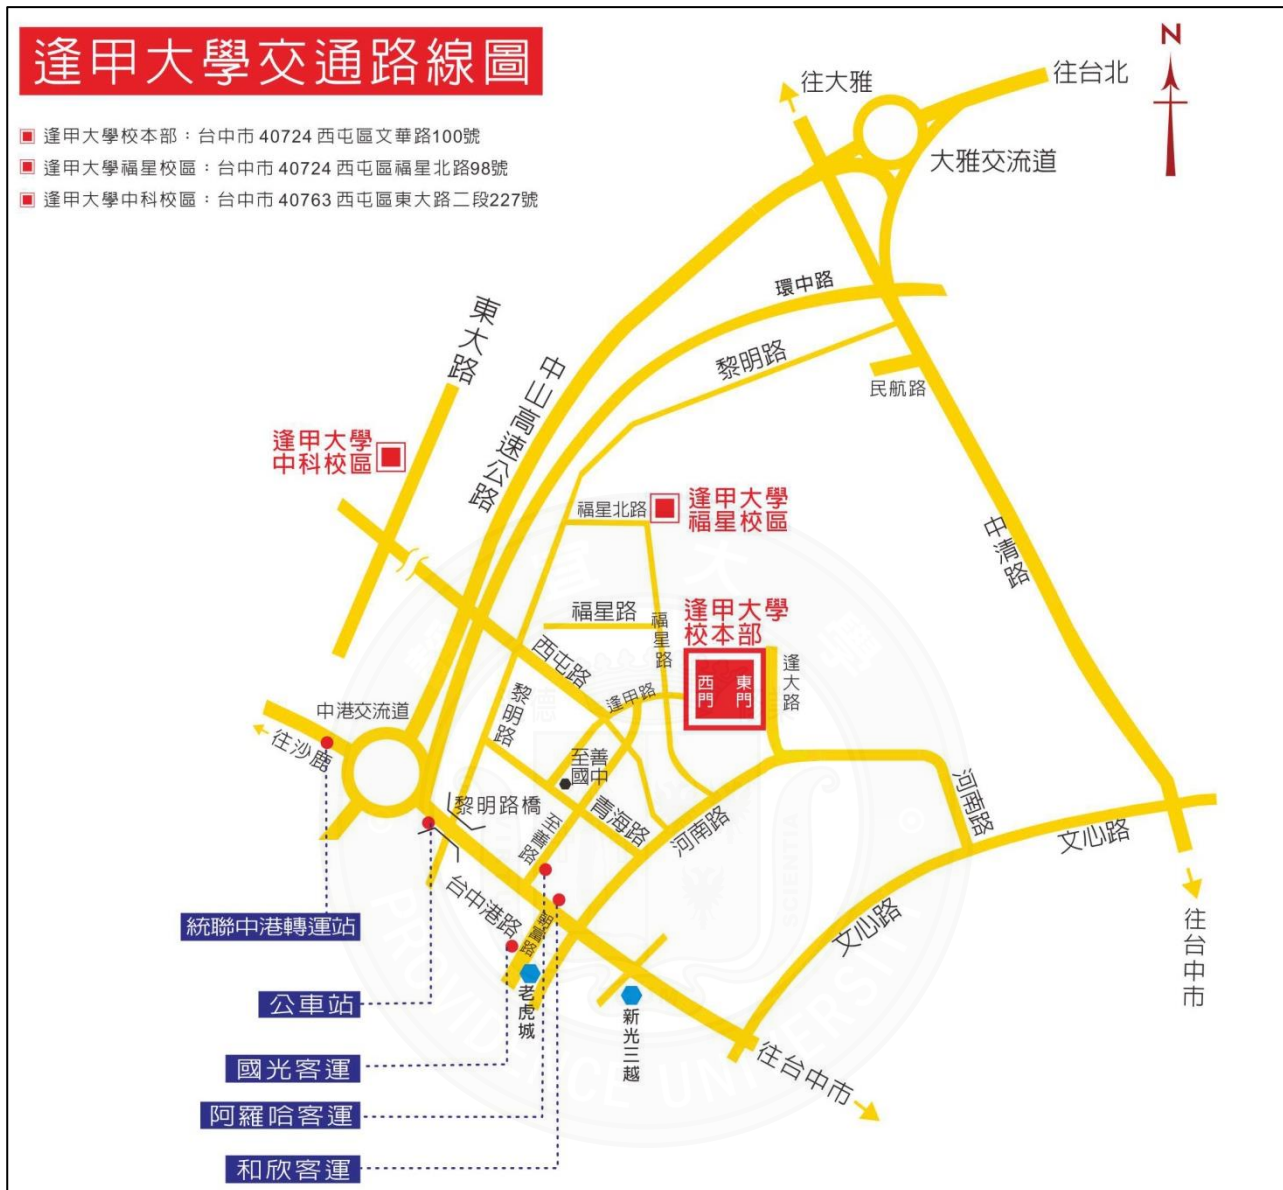 逢甲大學交通路線圖
逢甲大學校本部：台中市 40724 西屯區文華路100號
逢甲大學福星校區：台中市 40724 西屯區福星北路98號
逢甲大學中科校區：台中市 40763 西屯區東大路二段227號
N
往大雅
往台北
大雅交流道
環中路
東大路
中山高速公路
黎明路
民航路
逢甲大學
中科校區
福星北路
逢甲大學
福星校區
中清路
福星路
福星路
逢甲大學
校本部
西門
東門
逢大路
西屯路
逢甲路
黎明路
中港交流道
往沙鹿
至善
國中
黎明路橋
青海路
至善路
河南路
河南路
文心路
文心路
台中港路
朝富路
統聯中港轉運站
公車站
國光客運
阿羅哈客運
和欣客運
老虎城
新光三越
往台中市
往台中市
PROVIDENCE UNIVERSITY
SCIENTIA